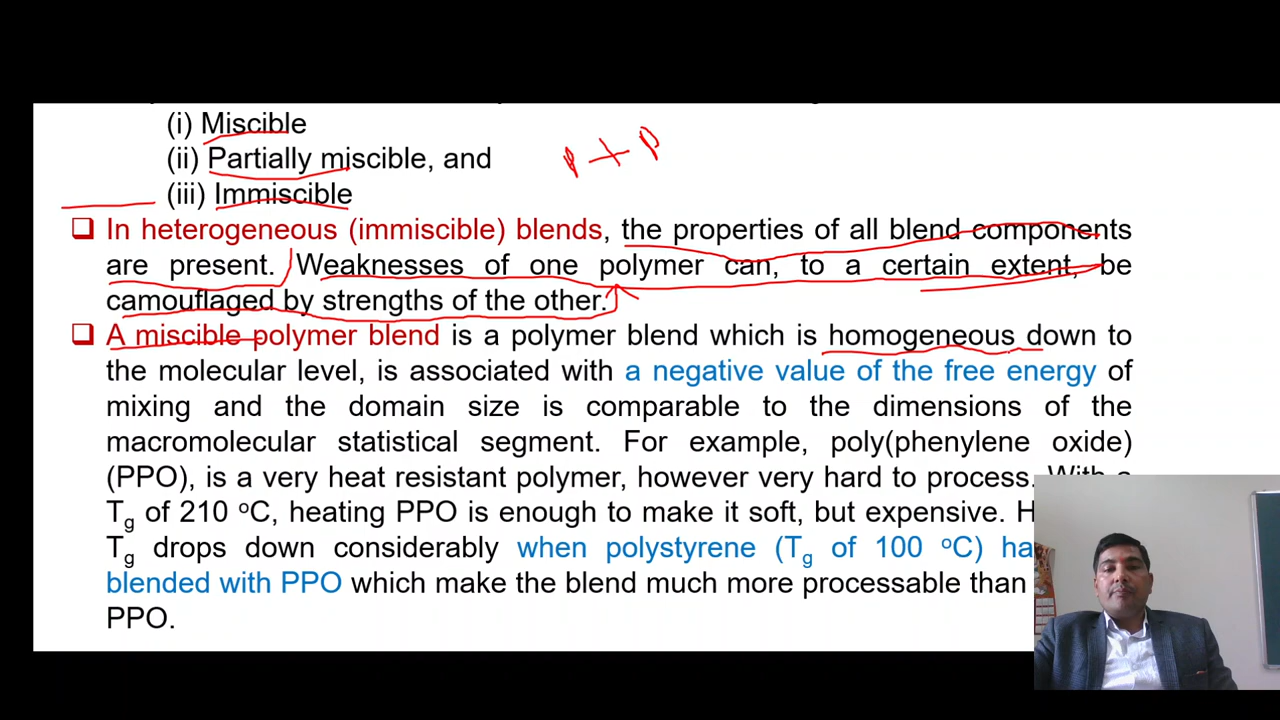 (i) Miscible
(ii) Partially miscible, and
P + P
(iii) Immiscible
❑ In heterogeneous (immiscible) blends, the properties of all blend components
are present. Weaknesses of one polymer can, to a certain extent, be
camouflaged by strengths of the other.
❑ A miscible polymer blend is a polymer blend which is homogeneous down to
the molecular level, is associated with a negative value of the free energy of
mixing and the domain size is comparable to the dimensions of the
macromolecular statistical segment. For example, poly(phenylene oxide)
(PPO), is a very heat resistant polymer, however very hard to process. With a
Tg of 210 °C, heating PPO is enough to make it soft, but expensive.
Tg drops down considerably when polystyrene (Tg of 100 °C)
blended with PPO which make the blend much more processable than
PPO.